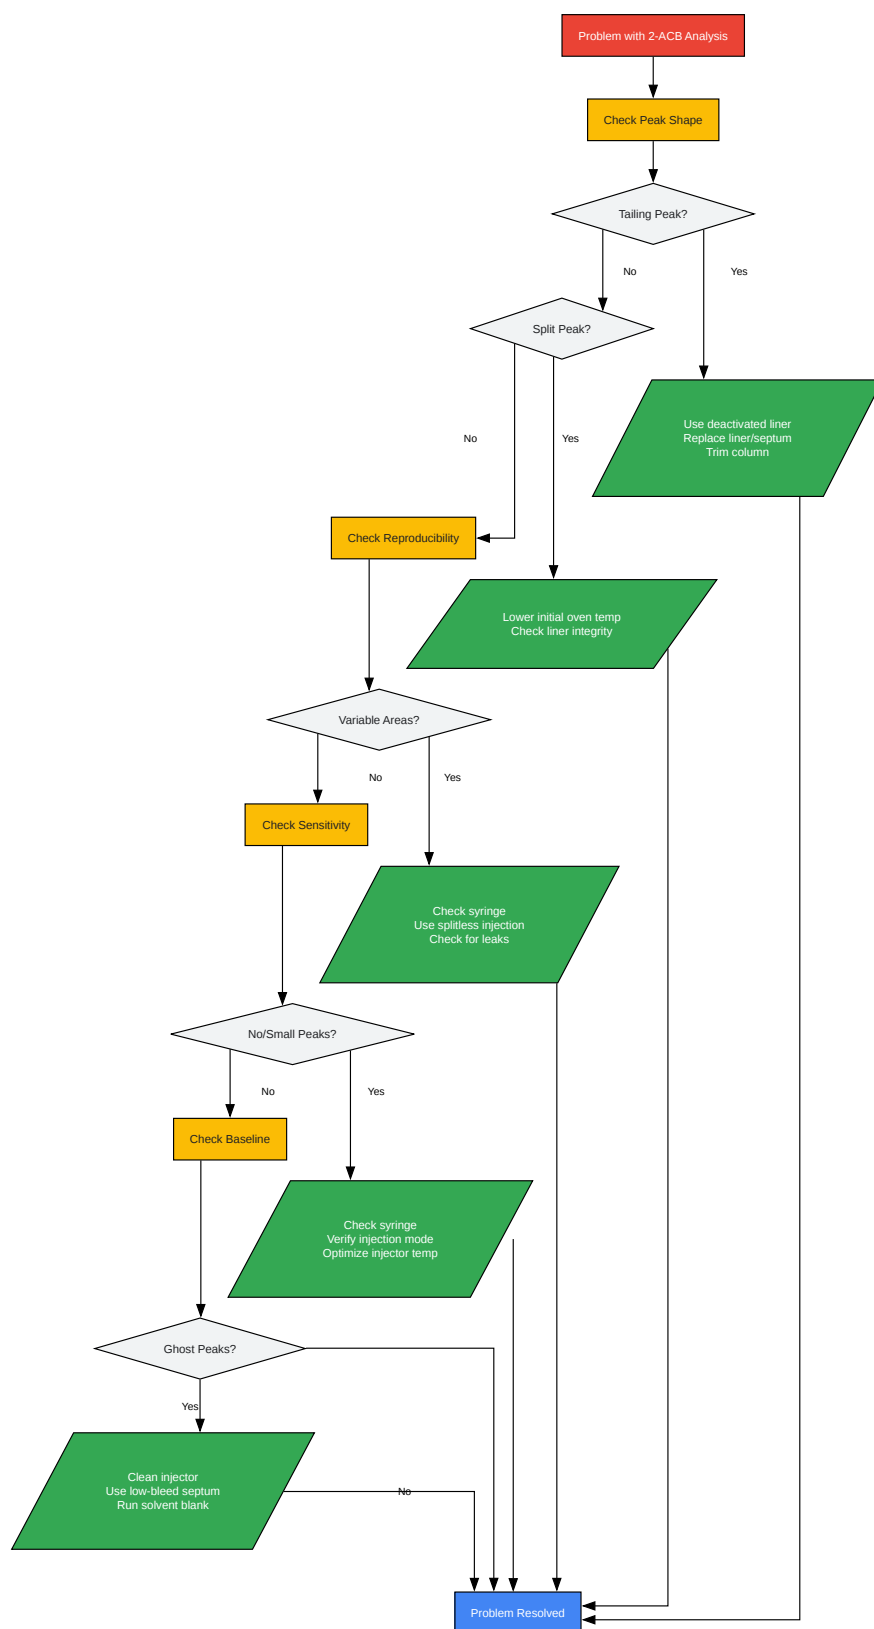 Problem with 2-ACB Analysis
Check Peak Shape
Tailing Peak?
No
Yes
Split Peak?
Use deactivated liner
Replace liner/septum
Trim column
No
Yes
Check Reproducibility
Lower initial oven temp
Check liner integrity
Variable Areas?
No
Yes
Check Sensitivity
Check syringe
Use splitless injection
Check for leaks
No/Small Peaks?
No
Yes
Check Baseline
Check syringe
Verify injection mode
Optimize injector temp
Ghost Peaks?
Yes
Clean injector
Use low-bleed septum
Run solvent blank
No
Problem Resolved